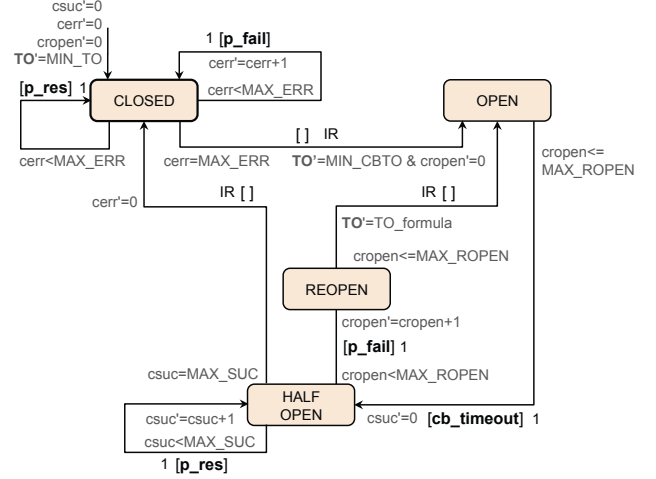 csuc'=0
cerr'=0
cropen'=0
TO'=MIN_TO
1 [p_fail]
cerr'=cerr+1
cerr<MAX_ERR
[p_res] 1
CLOSED
OPEN
cerr<MAX_ERR
[ ] IR
cerr=MAX_ERR TO'=MIN_CBTO & cropen'=0
cropen<=
MAX_ROPEN
cerr'=0
IR [ ]
IR [ ]
TO'=TO_formula
cropen<=MAX_ROPEN
REOPEN
cropen'=cropen+1
[p_fail] 1
csuc=MAX_SUC
cropen<MAX_ROPEN
HALF
OPEN
csuc'=csuc+1
csuc<MAX_SUC
1 [p_res]
csuc'=0 [cb_timeout] 1